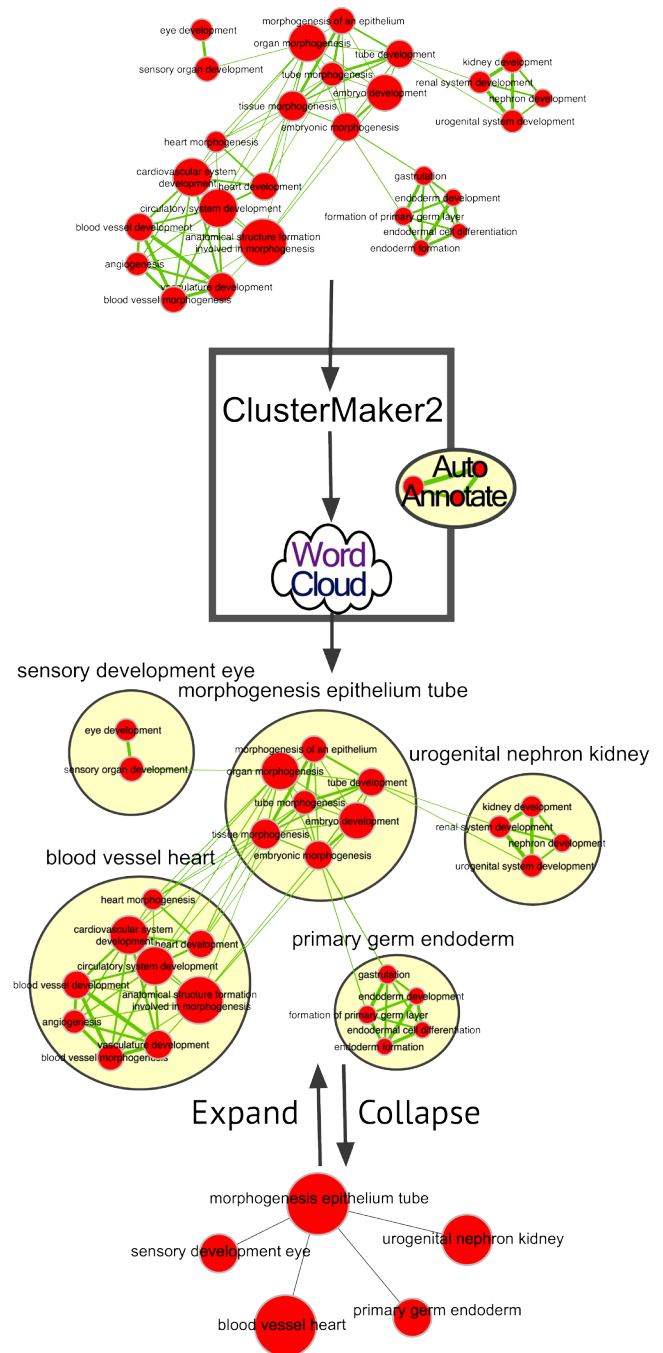 morphogenesis of an epithelium
eye development
organ morphogenesis
tube development
kidney development
sensory organ development
tube morphogenesis
renal system development
embryo development
nephron development
tissue morphogenesis
urogenital system development
embryonic morphogenesis
heart morphogenesis
cardiovascular system
development
gastrulation
heart development
endoderm development
circulatory system development
formation of primary germ layer
blood vessel development
endodermal cell differentiation
anatomical structure formation
involved in morphogenesis
endoderm formation
angiogenesis
vasculature development
blood vessel morphogenesis
ClusterMaker2
Auto
Annotate
Word
Cloud
sensory development eye
morphogenesis epithelium tube
eye development
sensory organ development
morphogenesis of an epithelium
organ morphogenesis
tube development
tube morphogenesis
embryo development
tissue morphogenesis
embryonic morphogenesis
urogenital nephron kidney
kidney development
renal system development
nephron development
urogenital system development
blood vessel heart
heart morphogenesis
cardiovascular system
development
heart development
circulatory system development
blood vessel development
anatomical structure formation
involved in morphogenesis
angiogenesis
vasculature development
blood vessel morphogenesis
primary germ endoderm
gastrulation
endoderm development
formation of primary germ layer
endodermal cell differentiation
endoderm formation
Expand
Collapse
morphogenesis epithelium tube
sensory development eye
urogenital nephron kidney
blood vessel heart
primary germ endoderm